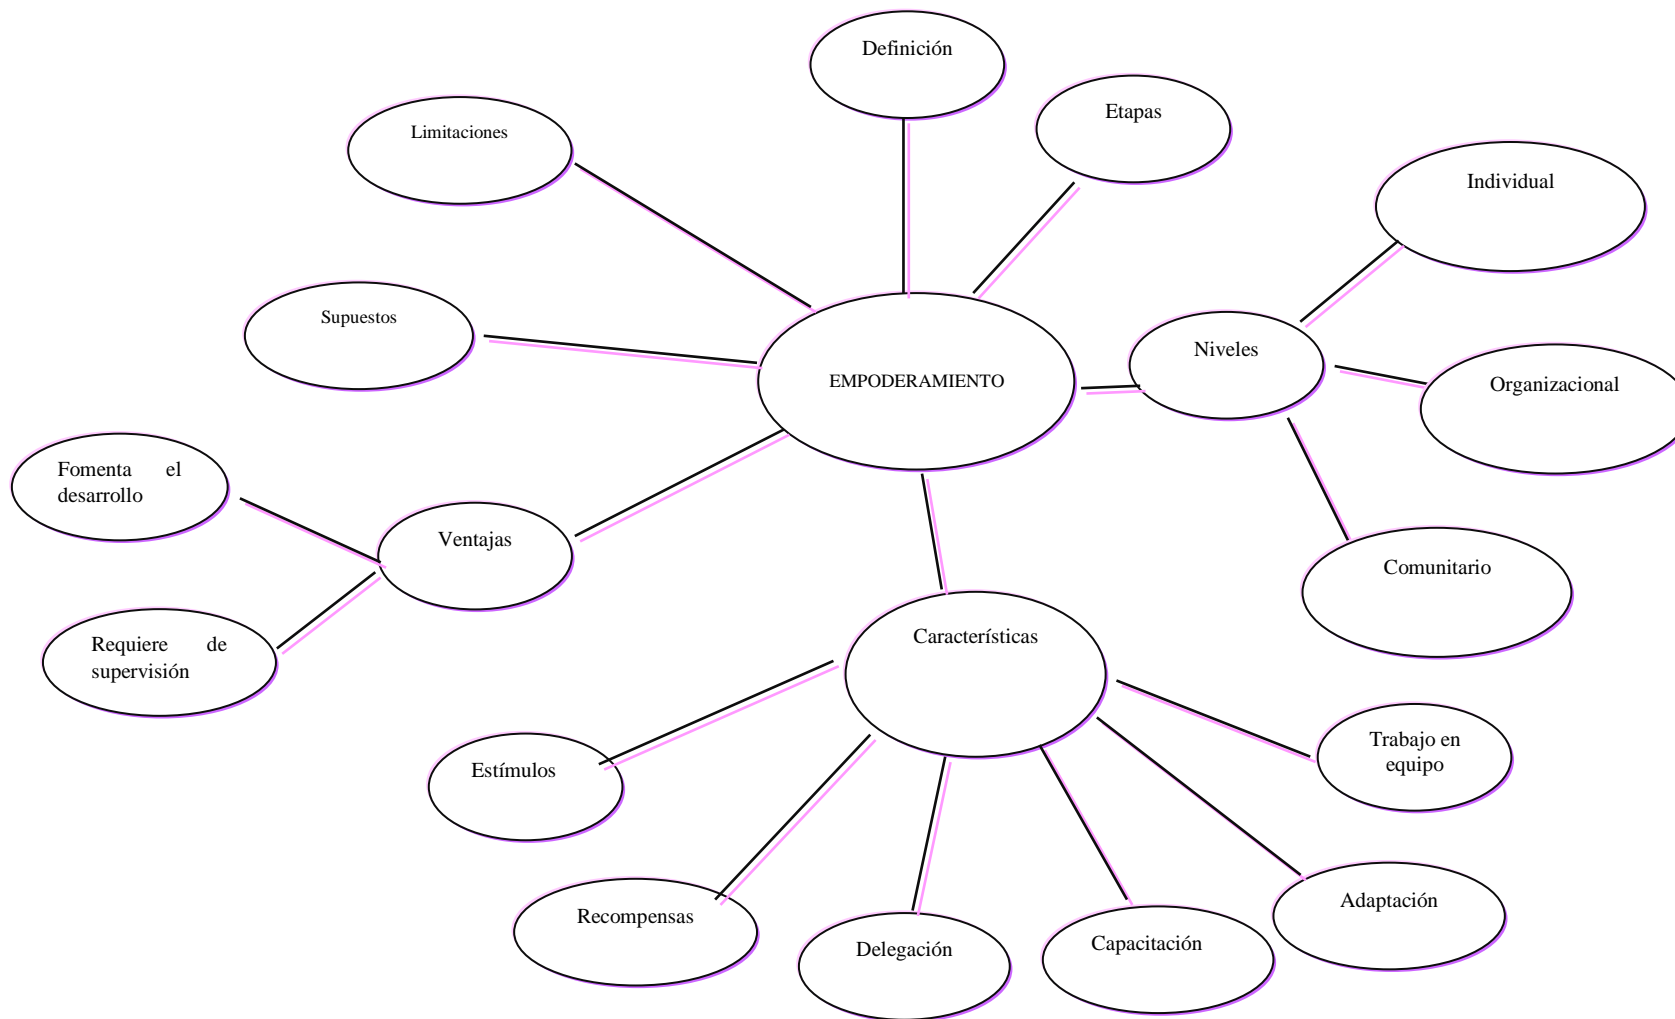 Definición
Etapas
Limitaciones
Individual
Supuestos
Niveles
EMPODERAMIENTO
Organizacional
Fomenta el
desarrollo
Ventajas
Comunitario
Requiere de
supervisión
Características
Estímulos
Trabajo en
equipo
Recompensas
Delegación
Capacitación
Adaptación